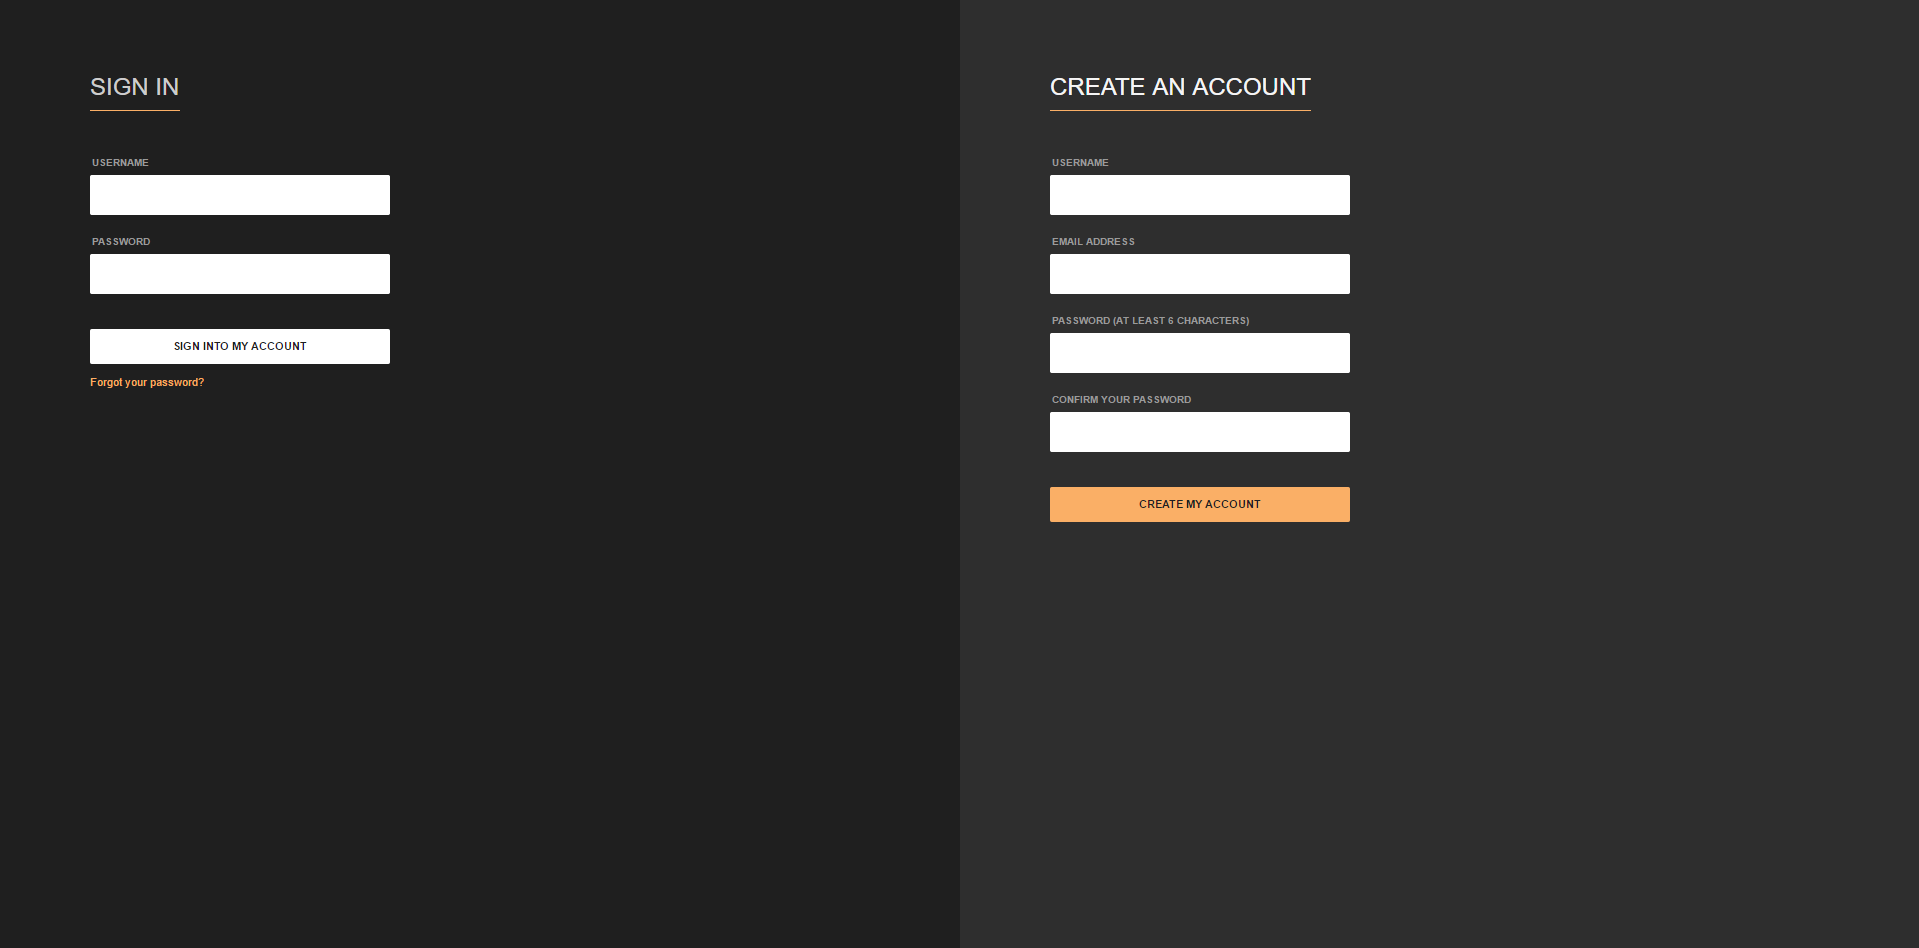 SIGN IN
USERNAME
PASSWORD
SIGN INTO MY ACCOUNT
Forgot your password?
CREATE AN ACCOUNT
USERNAME
EMAIL ADDRESS
PASSWORD (AT LEAST 6 CHARACTERS)
CONFIRM YOUR PASSWORD
CREATE MY ACCOUNT